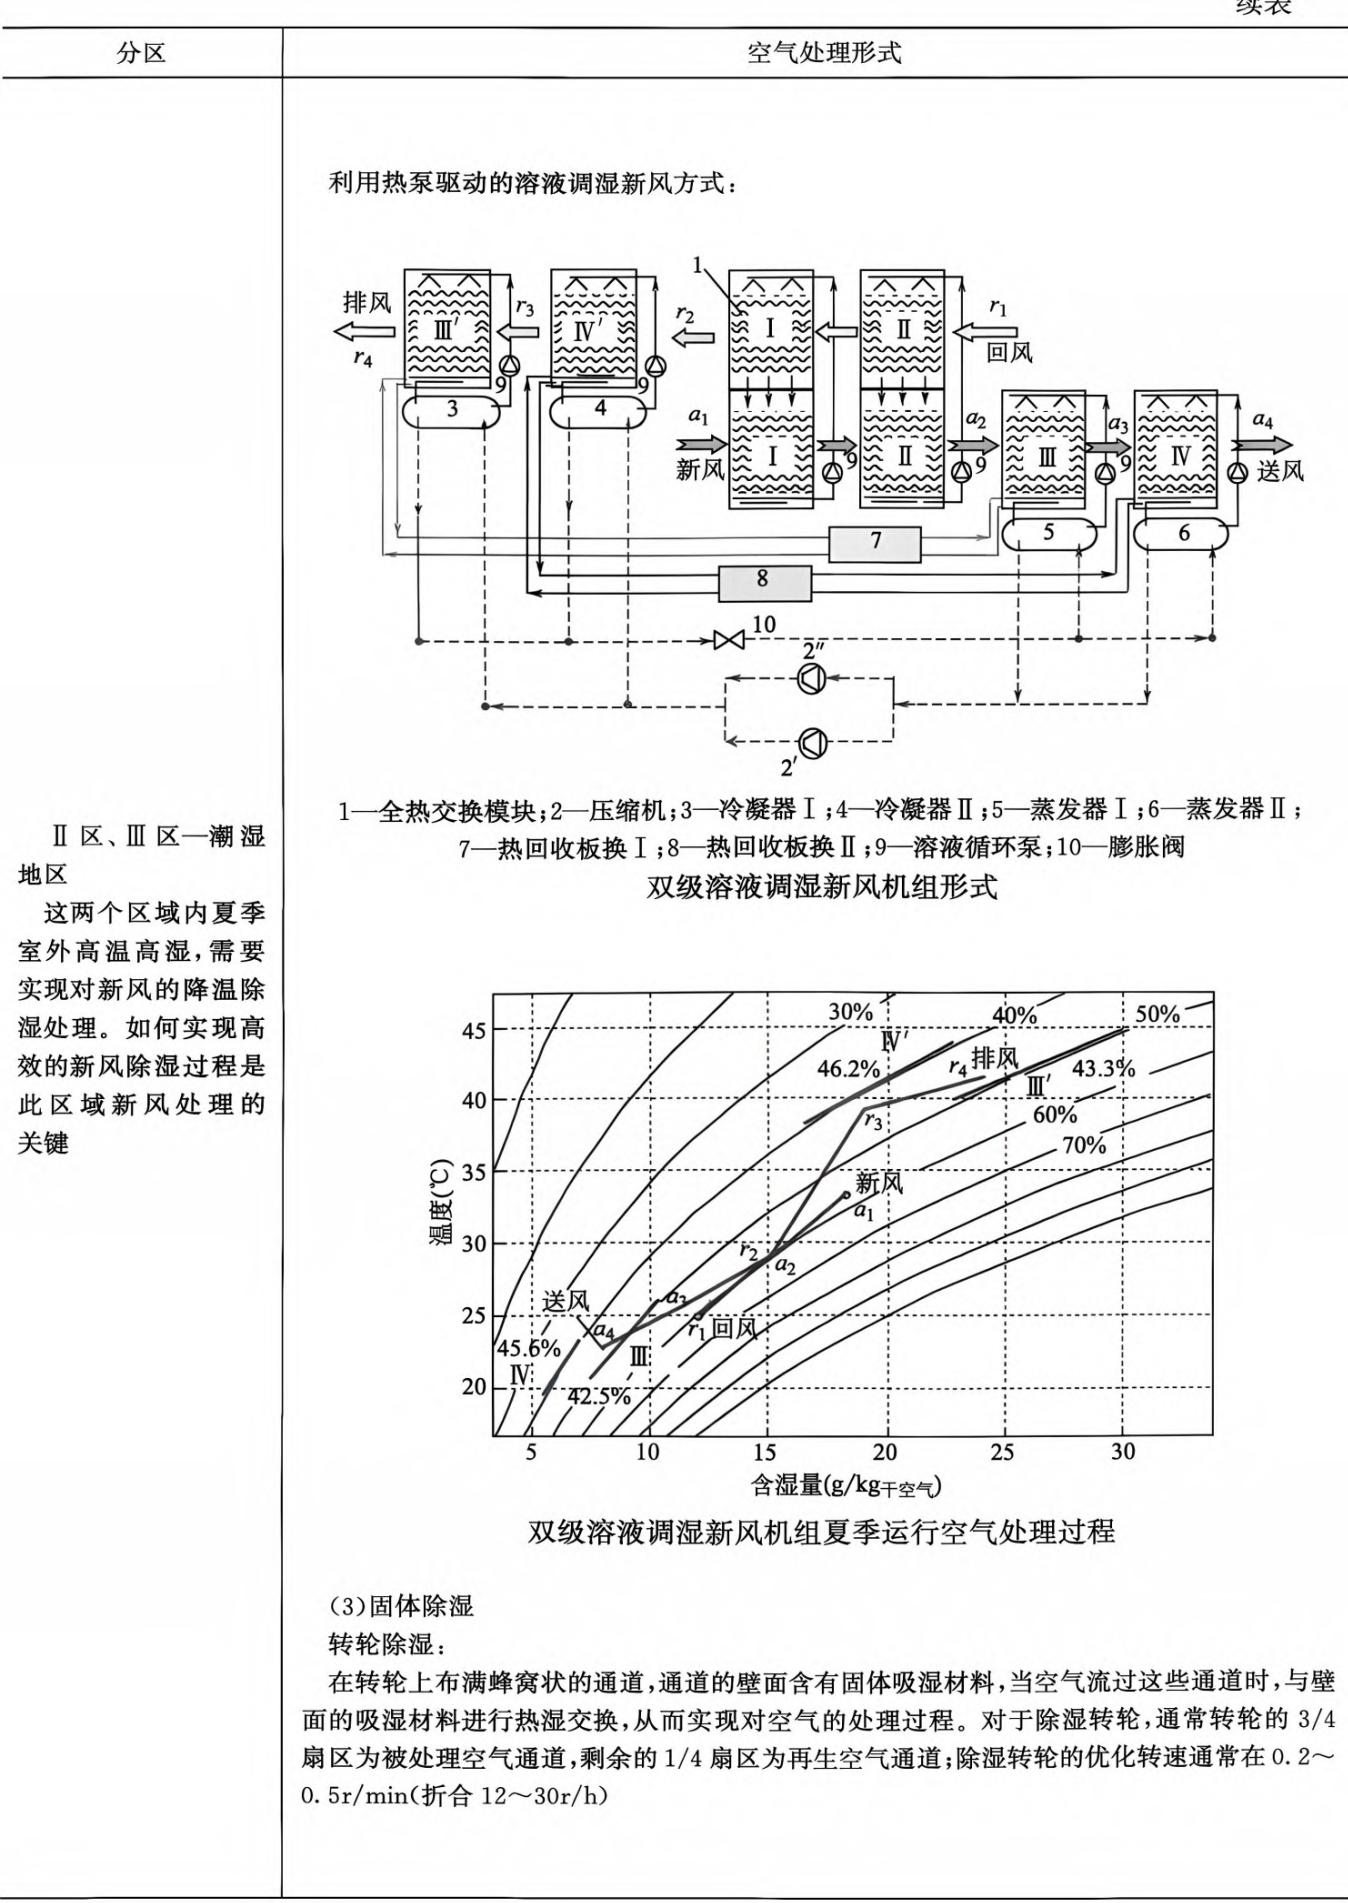 续表
分区
空气处理形式
利用热泵驱动的溶液调湿新风方式：
排风
r4
Ⅲ′
r3
Ⅳ′
r2
1
Ⅰ
Ⅱ
r1
回风
3
9
4
9
a1
新风
Ⅰ
9
Ⅱ
a2
9
Ⅲ
a3
9
Ⅳ
a4
送风
5
6
7
8
10
2″
2′
1—全热交换模块；2—压缩机；3—冷凝器Ⅰ；4—冷凝器Ⅱ；5—蒸发器Ⅰ；6—蒸发器Ⅱ；
7—热回收板换Ⅰ；8—热回收板换Ⅱ；9—溶液循环泵；10—膨胀阀
双级溶液调湿新风机组形式
Ⅱ区、Ⅲ区—潮湿
地区
这两个区域内夏季
室外高温高湿，需要
实现对新风的降温除
湿处理。如何实现高
效的新风除湿过程是
此区域新风处理的
关键
温度(℃)
45
40
35
30
25
20
30%
40%
50%
Ⅳ′
46.2%
r4 排风
43.3%
Ⅲ′
60%
r3
70%
新风
a1
r2
a2
送风
a3
a4
r1 回风
45.6%
Ⅳ
Ⅲ
42.5%
5 10 15 20 25 30
含湿量(g/kg干空气)
双级溶液调湿新风机组夏季运行空气处理过程
（3）固体除湿
转轮除湿：
在转轮上布满蜂窝状的通道，通道的壁面含有固体吸湿材料，当空气流过这些通道时，与壁
面的吸湿材料进行热湿交换，从而实现对空气的处理过程。对于除湿转轮，通常转轮的 3/4
扇区为被处理空气通道，剩余的 1/4 扇区为再生空气通道；除湿转轮的优化转速通常在 0.2～
0.5r/min(折合 12～30r/h)